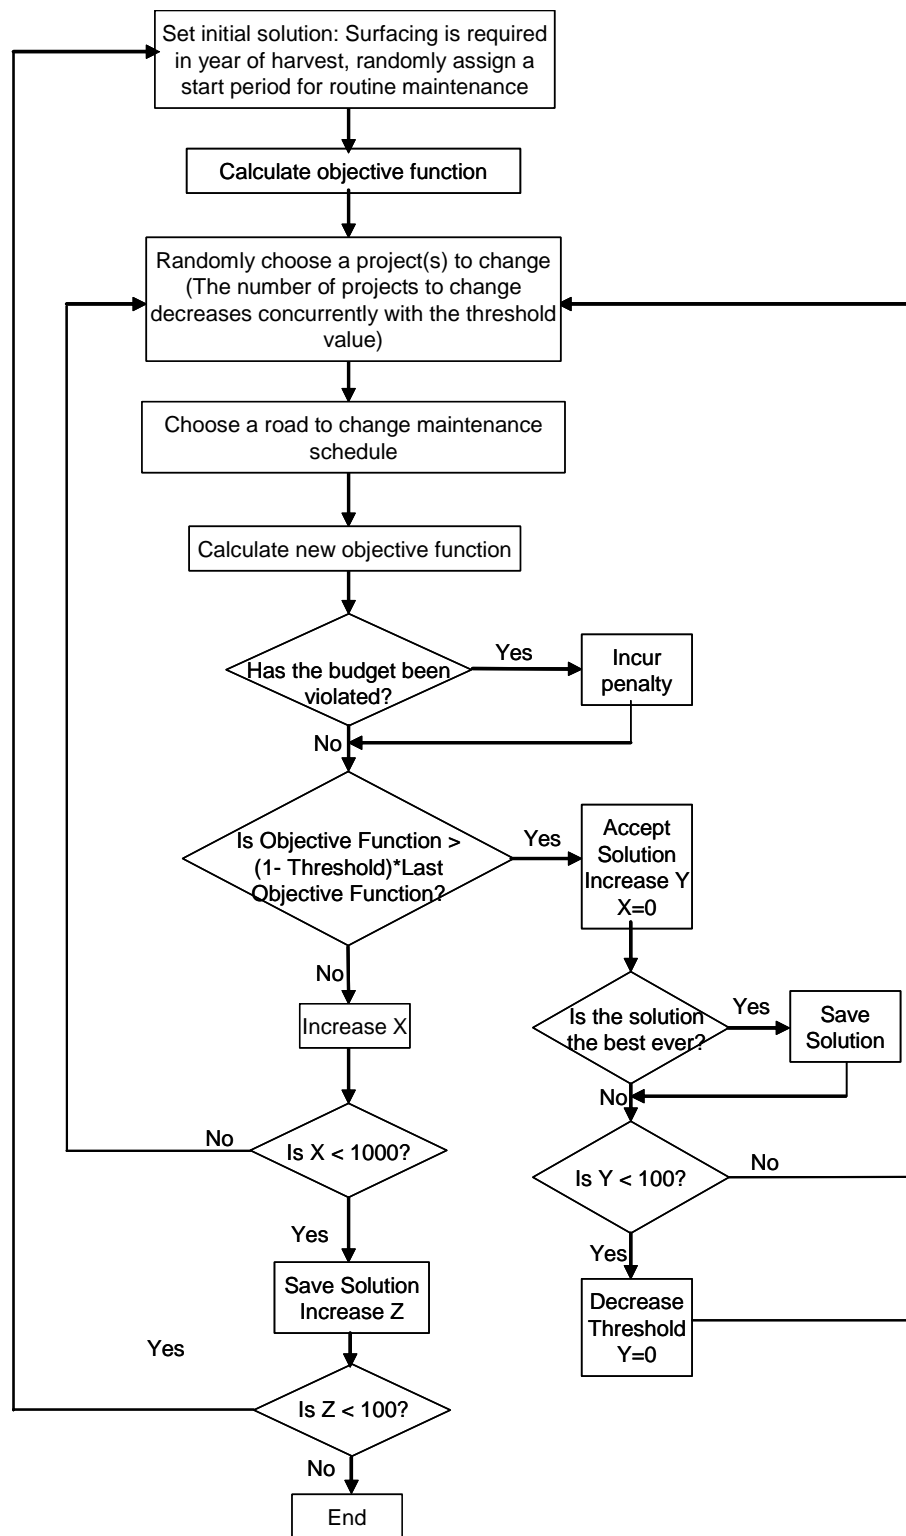 Set initial solution: Surfacing is required
in year of harvest, randomly assign a
start period for routine maintenance
Calculate objective function
Randomly choose a project(s) to change
(The number of projects to change
decreases concurrently with the threshold
value)
Choose a road to change maintenance
schedule
Calculate new objective function
Has the budget been
violated?
Yes
Incur
penalty
No
Is Objective Function >
(1- Threshold)*Last
Objective Function?
Yes
Accept
Solution
Increase Y
X=0
No
Increase X
Is the solution
the best ever?
Yes
Save
Solution
No
Is X < 1000?
No
Is Y < 100?
No
Yes
Save Solution
Increase Z
Yes
Decrease
Threshold
Y=0
Yes
Is Z < 100?
No
End